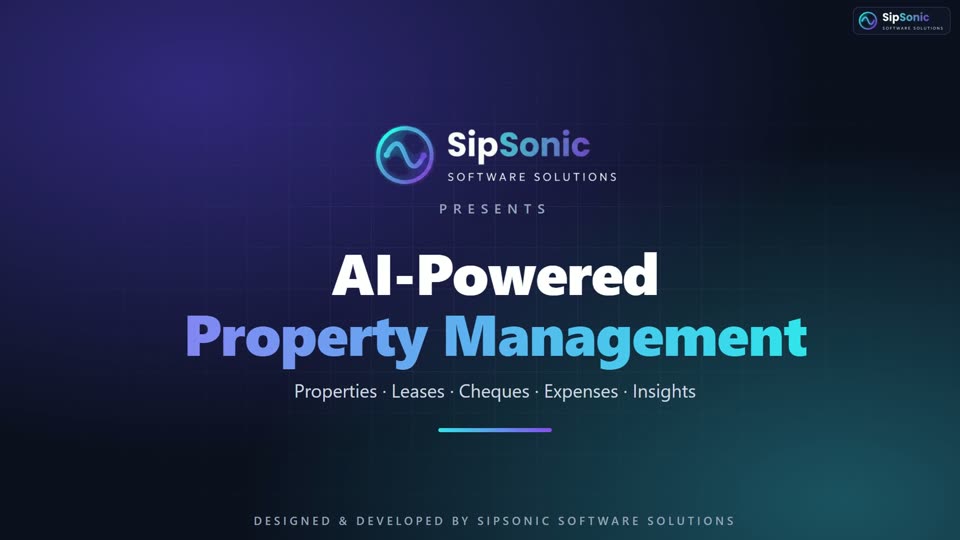 SipSonic
SOFTWARE SOLUTIONS
SipSonic
SOFTWARE SOLUTIONS
PRESENTS
AI-Powered
Property Management
Properties · Leases · Cheques · Expenses · Insights
DESIGNED & DEVELOPED BY SIPSONIC SOFTWARE SOLUTIONS